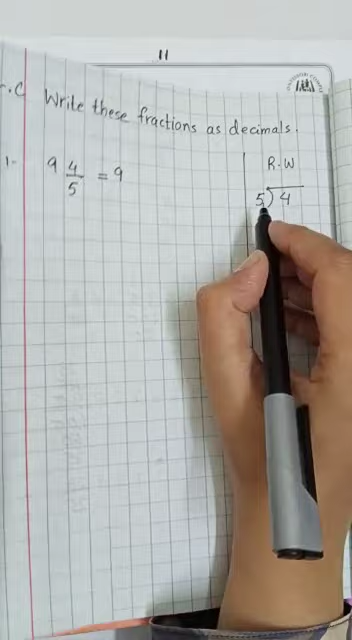 11
Write these fractions as decimals.
1- 9 4/5 = 9
R.W
5)4